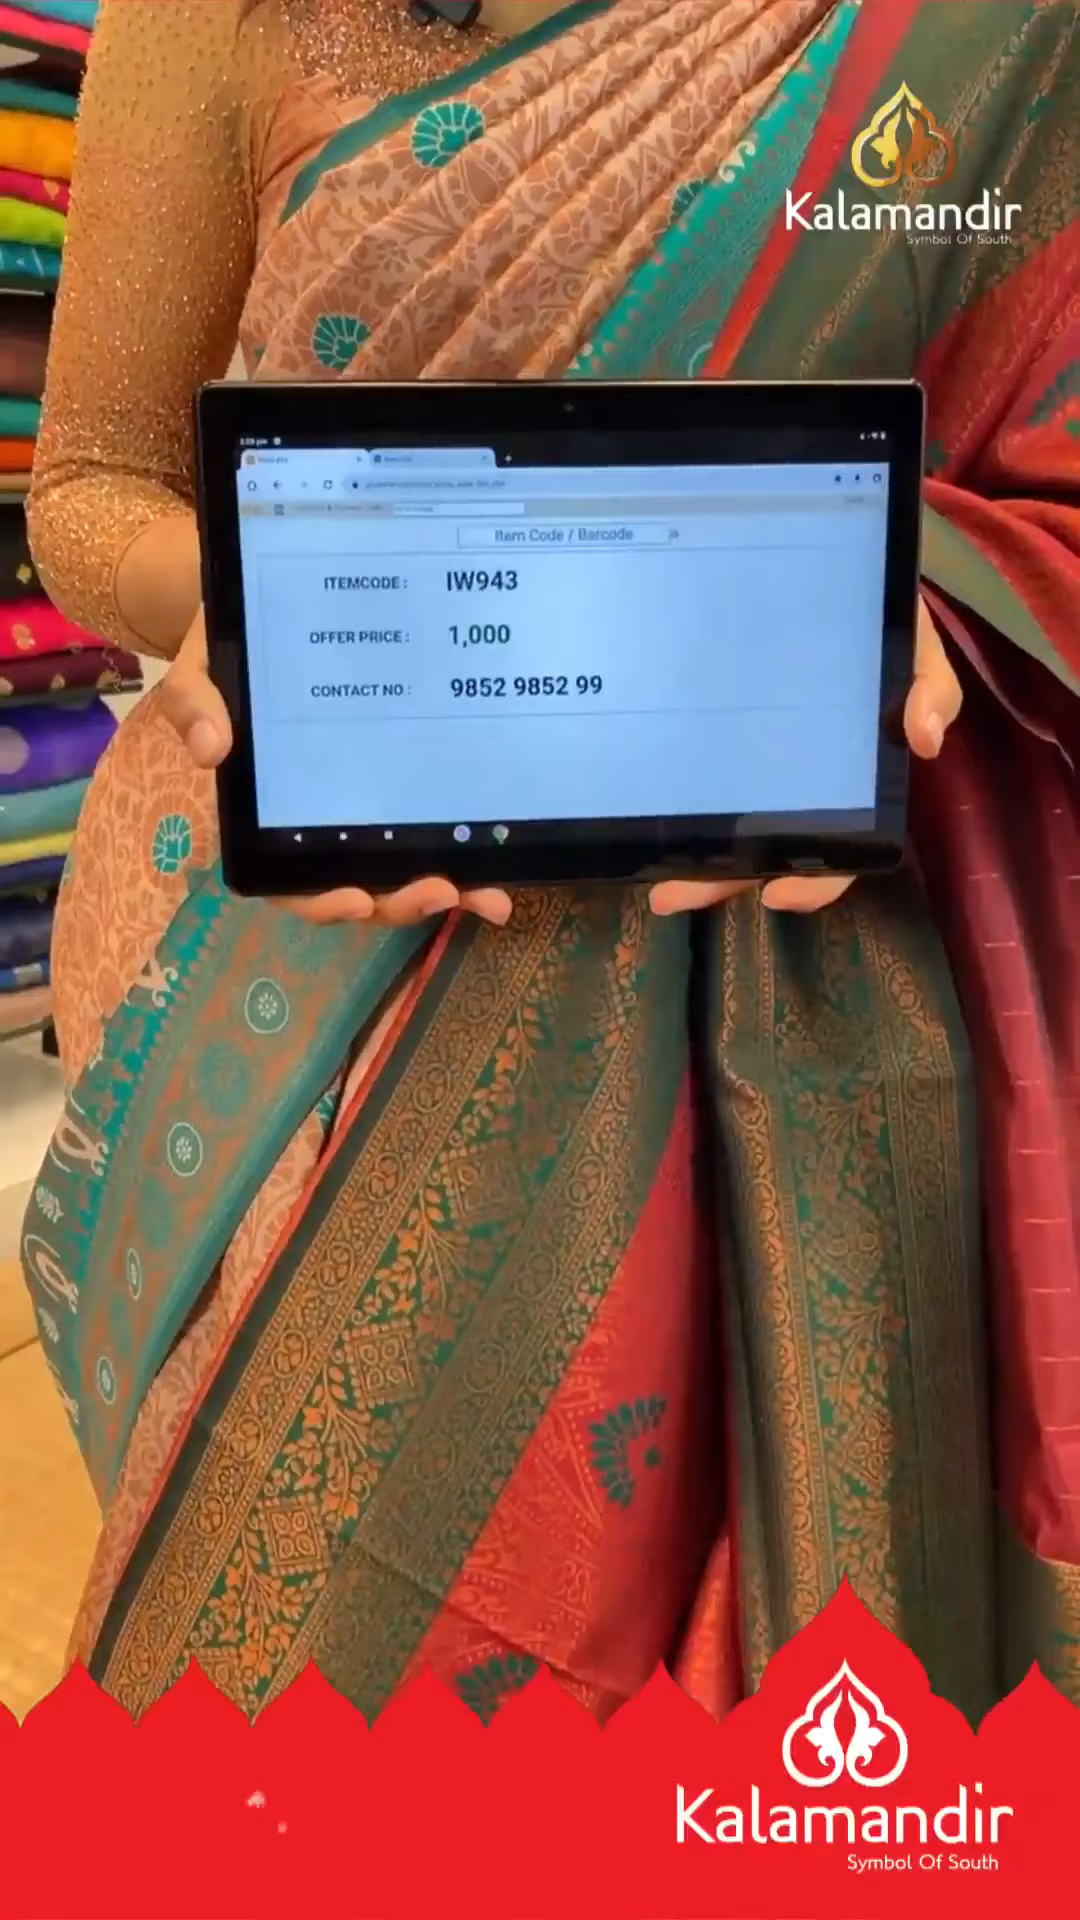 Kalamandir
Symbol Of South
Item Code / Barcode
ITEMCODE : IW943
OFFER PRICE : 1,000
CONTACT NO : 9852 9852 99
Kalamandir
Symbol Of South